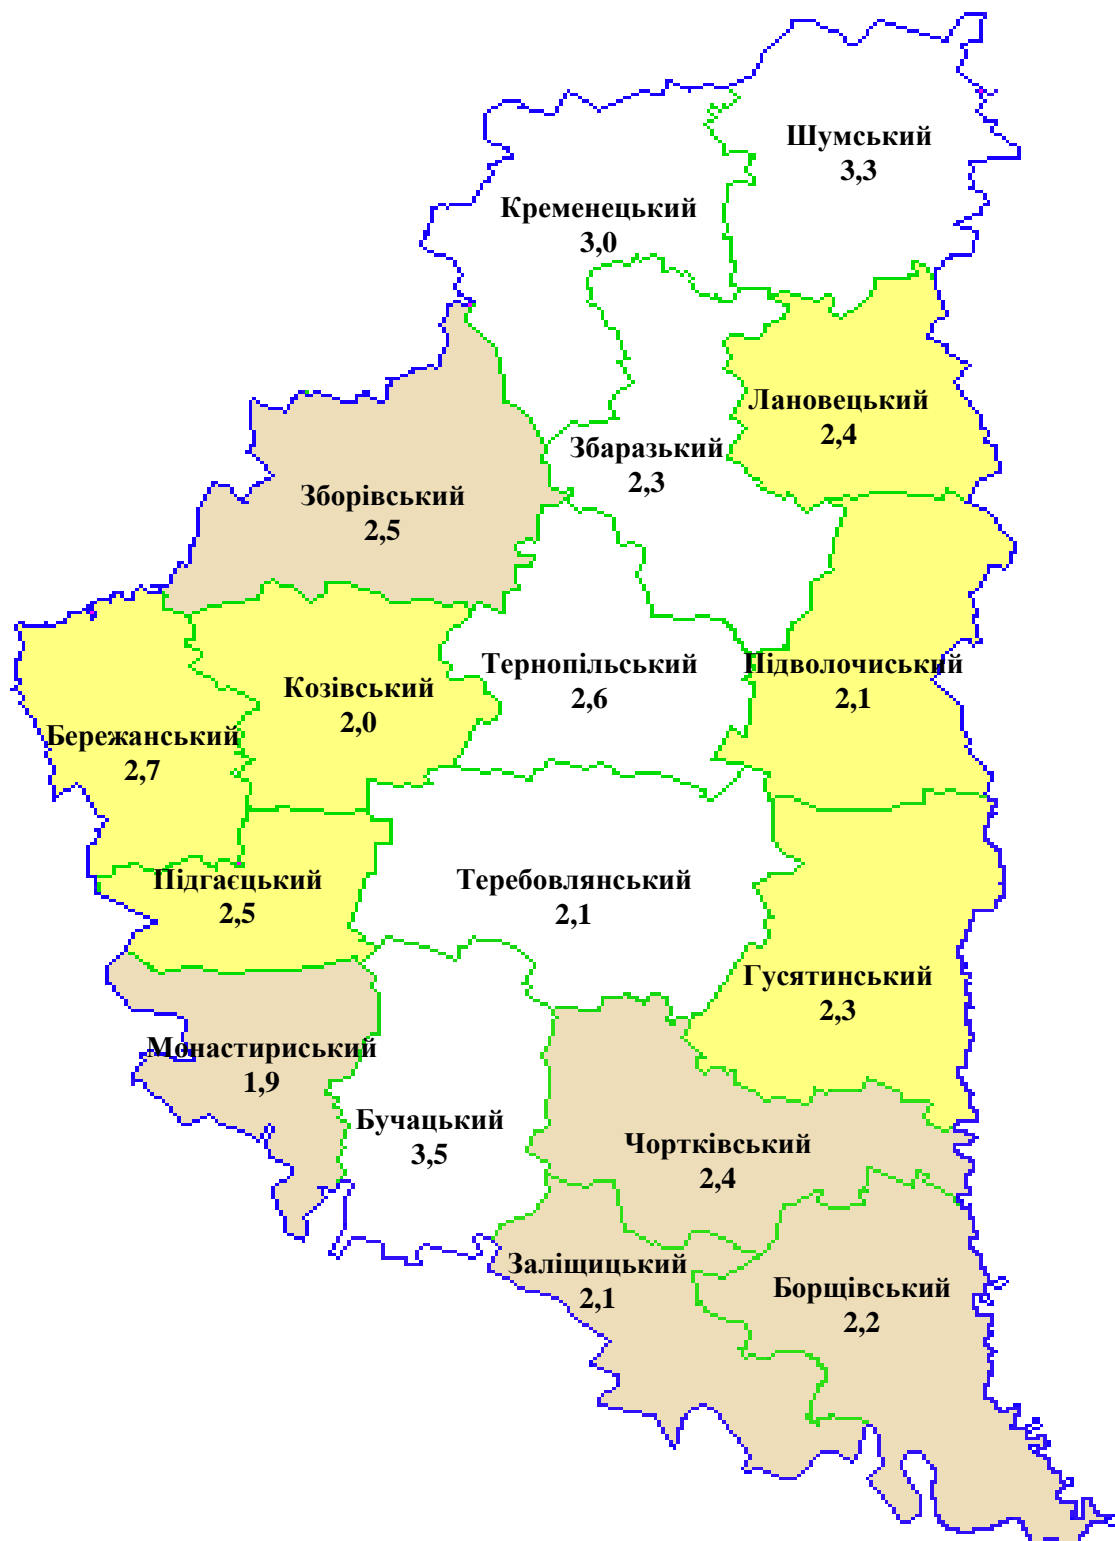 Шумський
3,3
Кременецький
3,0
Лановецький
2,4
Збаразький
2,3
Зборівський
2,5
Тернопільський
2,6
Підволочиський
2,1
Козівський
2,0
Бережанський
2,7
Підгаєцький
2,5
Теребовлянський
2,1
Гусятинський
2,3
Монастириський
1,9
Бучацький
3,5
Чортківський
2,4
Заліщицький
2,1
Борщівський
2,2